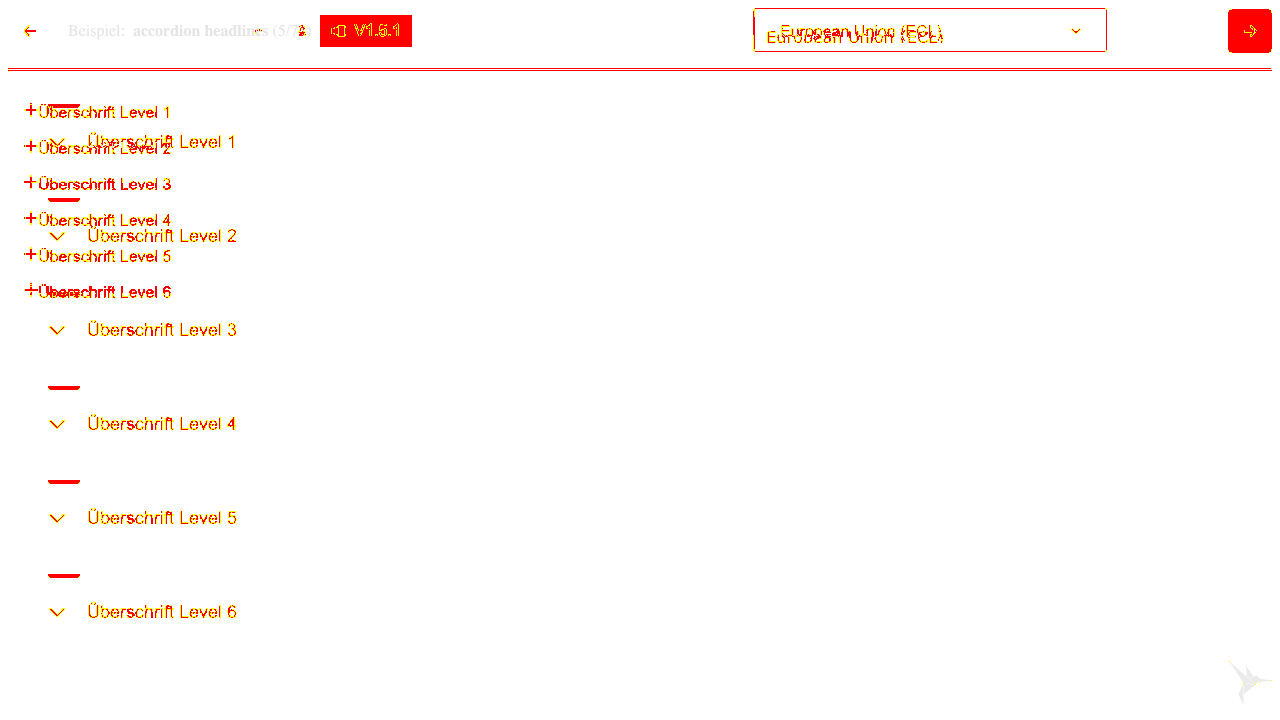 Beispiel: accordion headlines (5/7)
V1.5.1
European Union (ECL)
European Union (ECL)
Überschrift Level 1
Überschrift Level 1
Überschrift Level 2
Überschrift Level 3
Überschrift Level 4
Überschrift Level 2
Überschrift Level 5
Überschrift Level 6
Überschrift Level 3
Überschrift Level 4
Überschrift Level 5
Überschrift Level 6